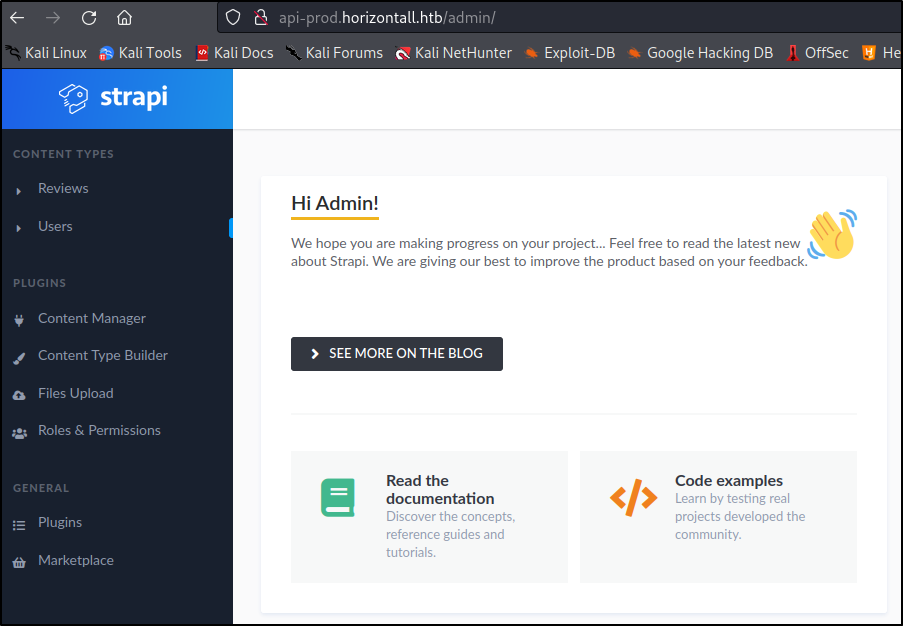 api-prod.horizontall.htb/admin/
Kali Linux Kali Tools Kali Docs Kali Forums Kali NetHunter Exploit-DB Google Hacking DB OffSec He
strapi
CONTENT TYPES
Reviews
Users
PLUGINS
Content Manager
Content Type Builder
Files Upload
Roles & Permissions
GENERAL
Plugins
Marketplace
Hi Admin!
We hope you are making progress on your project... Feel free to read the latest new
about Strapi. We are giving our best to improve the product based on your feedback.
SEE MORE ON THE BLOG
Read the
documentation
Discover the concepts,
reference guides and
tutorials.
Code examples
Learn by testing real
projects developed the
community.